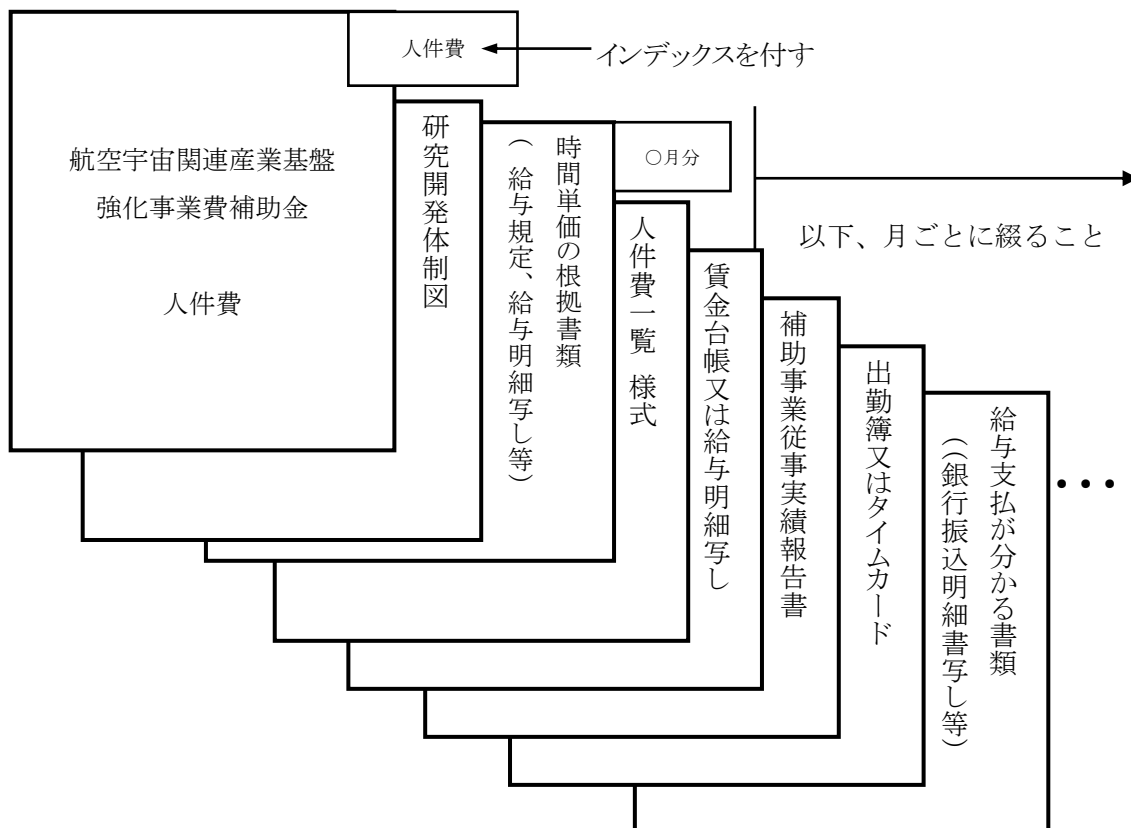 人件費
インデックスを付す
航空宇宙関連産業基盤
強化事業費補助金
人件費
研究開発体制図
時間単価の根拠書類
（ 給与規定、給与明細写し等）
○月分
以下、月ごとに綴ること
人件費一覧 様式
賃金台帳又は給与明細写し
補助事業従事実績報告書
出勤簿又はタイムカード
給与支払が分かる書類
（（銀行振込明細書写し等）
・・・